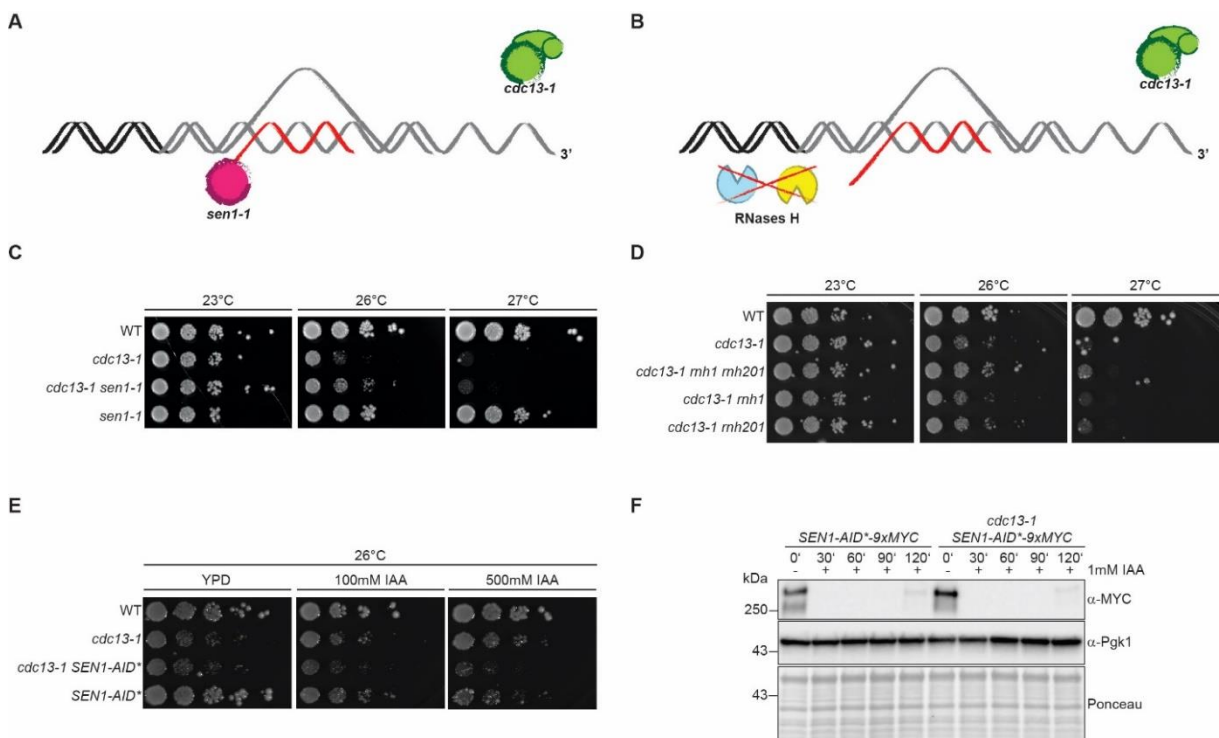 A
cdc13-1
3'
sen1-1
B
cdc13-1
3'
RNases H
C
23°C 26°C 27°C
WT
cdc13-1
cdc13-1 sen1-1
sen1-1
D
23°C 26°C 27°C
WT
cdc13-1
cdc13-1 rnh1 rnh201
cdc13-1 rnh1
cdc13-1 rnh201
E
26°C
YPD 100mM IAA 500mM IAA
WT
cdc13-1
cdc13-1 SEN1-AID*
SEN1-AID*
F
cdc13-1
SEN1-AID*-9xMYC SEN1-AID*-9xMYC
0' 30' 60' 90' 120' 0' 30' 60' 90' 120'
- + + + + - + + + + 1mM IAA
kDa
250 α-MYC
43 α-Pgk1
43 Ponceau